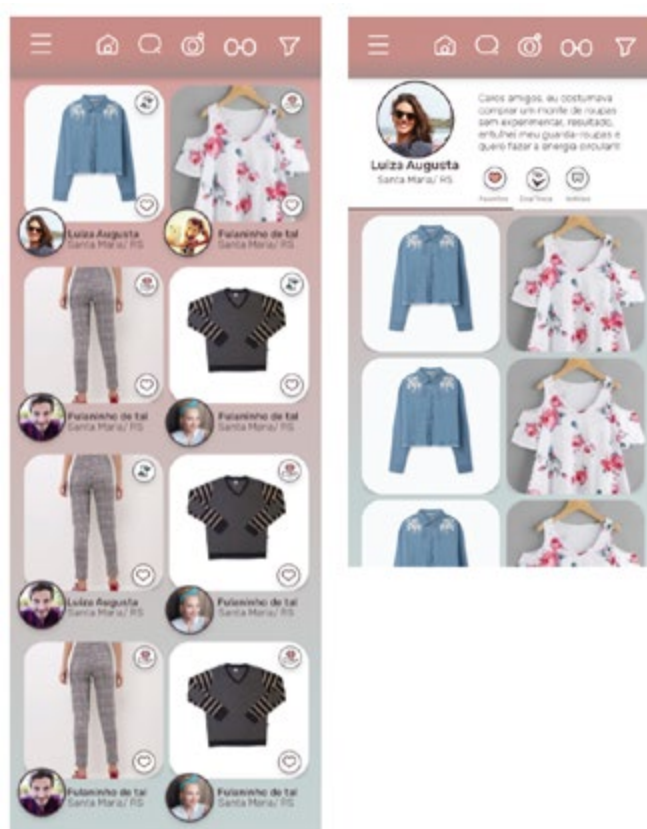 Luiza Augusta
Santa Maria/ RS
Fulaninho de tal
Santa Maria/ RS
Fulaninho de tal
Santa Maria/ RS
Fulaninho de tal
Santa Maria/ RS
Luiza Augusta
Santa Maria/ RS
Fulaninho de tal
Santa Maria/ RS
Fulaninho de tal
Santa Maria/ RS
Fulaninho de tal
Santa Maria/ RS
Caros amigos, eu costumava
comprar um monte de roupas
sem experimentar, resultado,
entulhei meu guarda-roupas e
quero fazer a energia circular!
Luiza Augusta
Santa Maria/ RS
Favoritos